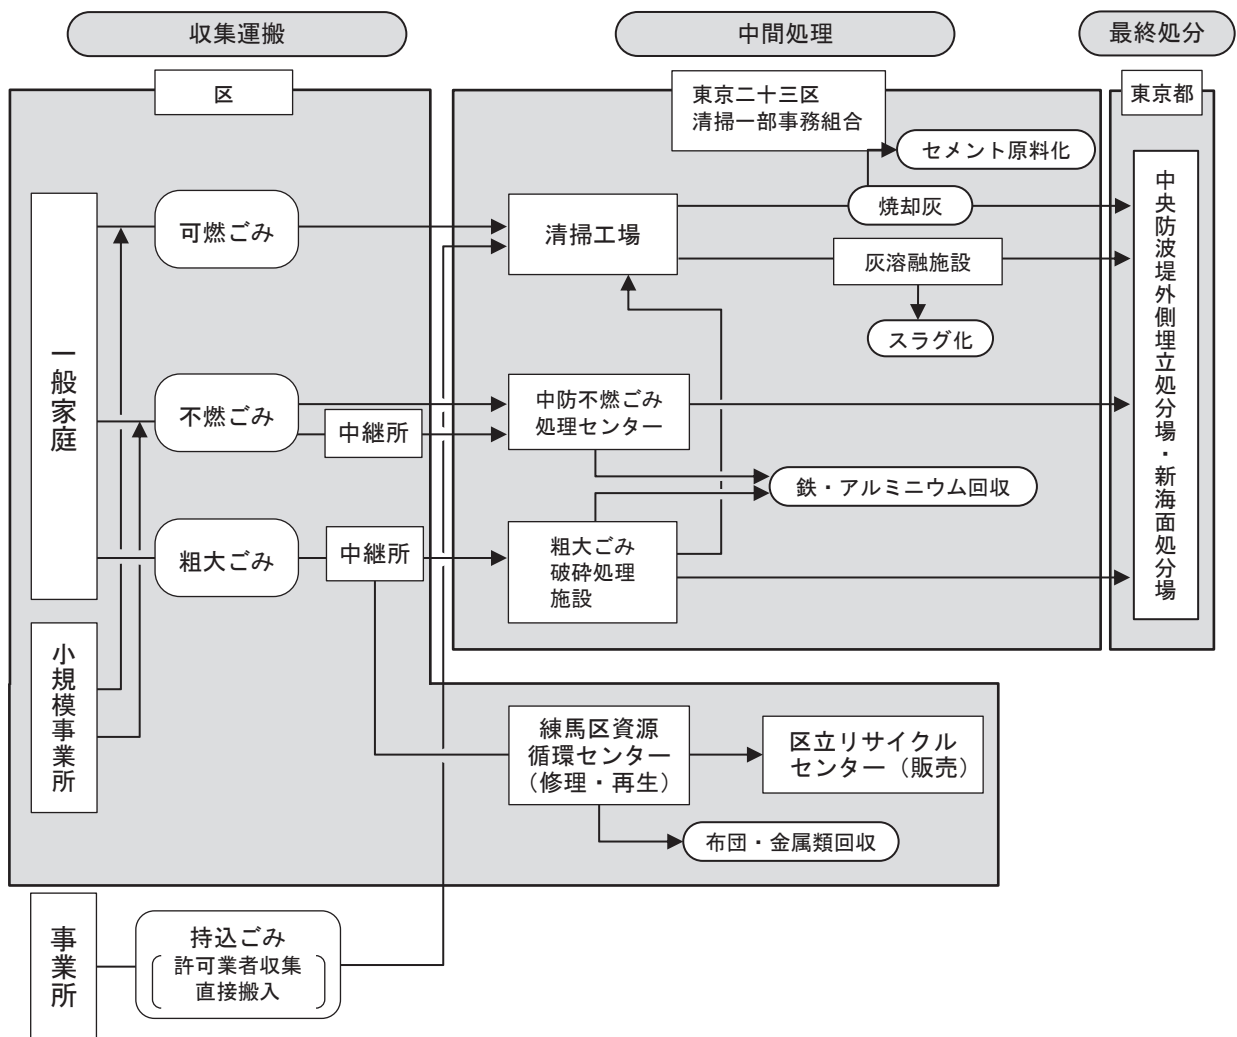 収集運搬
中間処理
最終処分
区
東京二十三区
清掃一部事務組合
東京都
セメント原料化
一般家庭
可燃ごみ
清掃工場
焼却灰
灰溶融施設
スラグ化
中央防波堤外側埋立処分場・新海面処分場
不燃ごみ
中継所
中防不燃ごみ
処理センター
鉄・アルミニウム回収
粗大ごみ
中継所
粗大ごみ
破砕処理
施設
小規模事業所
練馬区資源
循環センター
（修理・再生）
区立リサイクル
センター（販売）
布団・金属類回収
事業所
持込ごみ
許可業者収集
直接搬入